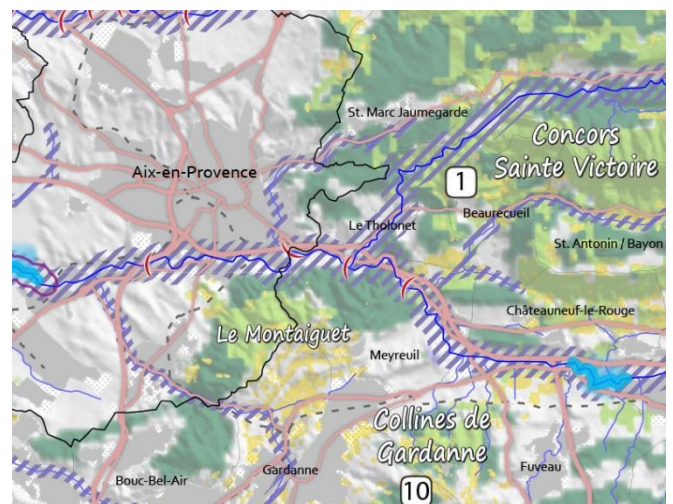 St. Marc Jaumegarde
Concors
Sainte Victoire
Aix-en-Provence
1
Beaurecueil
Le Tholonet
St. Antonin / Bayon
Châteauneuf-le-Rouge
Le Montaiguet
Meyreuil
Collines de
Gardanne
Gardanne
Fuveau
Bouc-Bel-Air
10